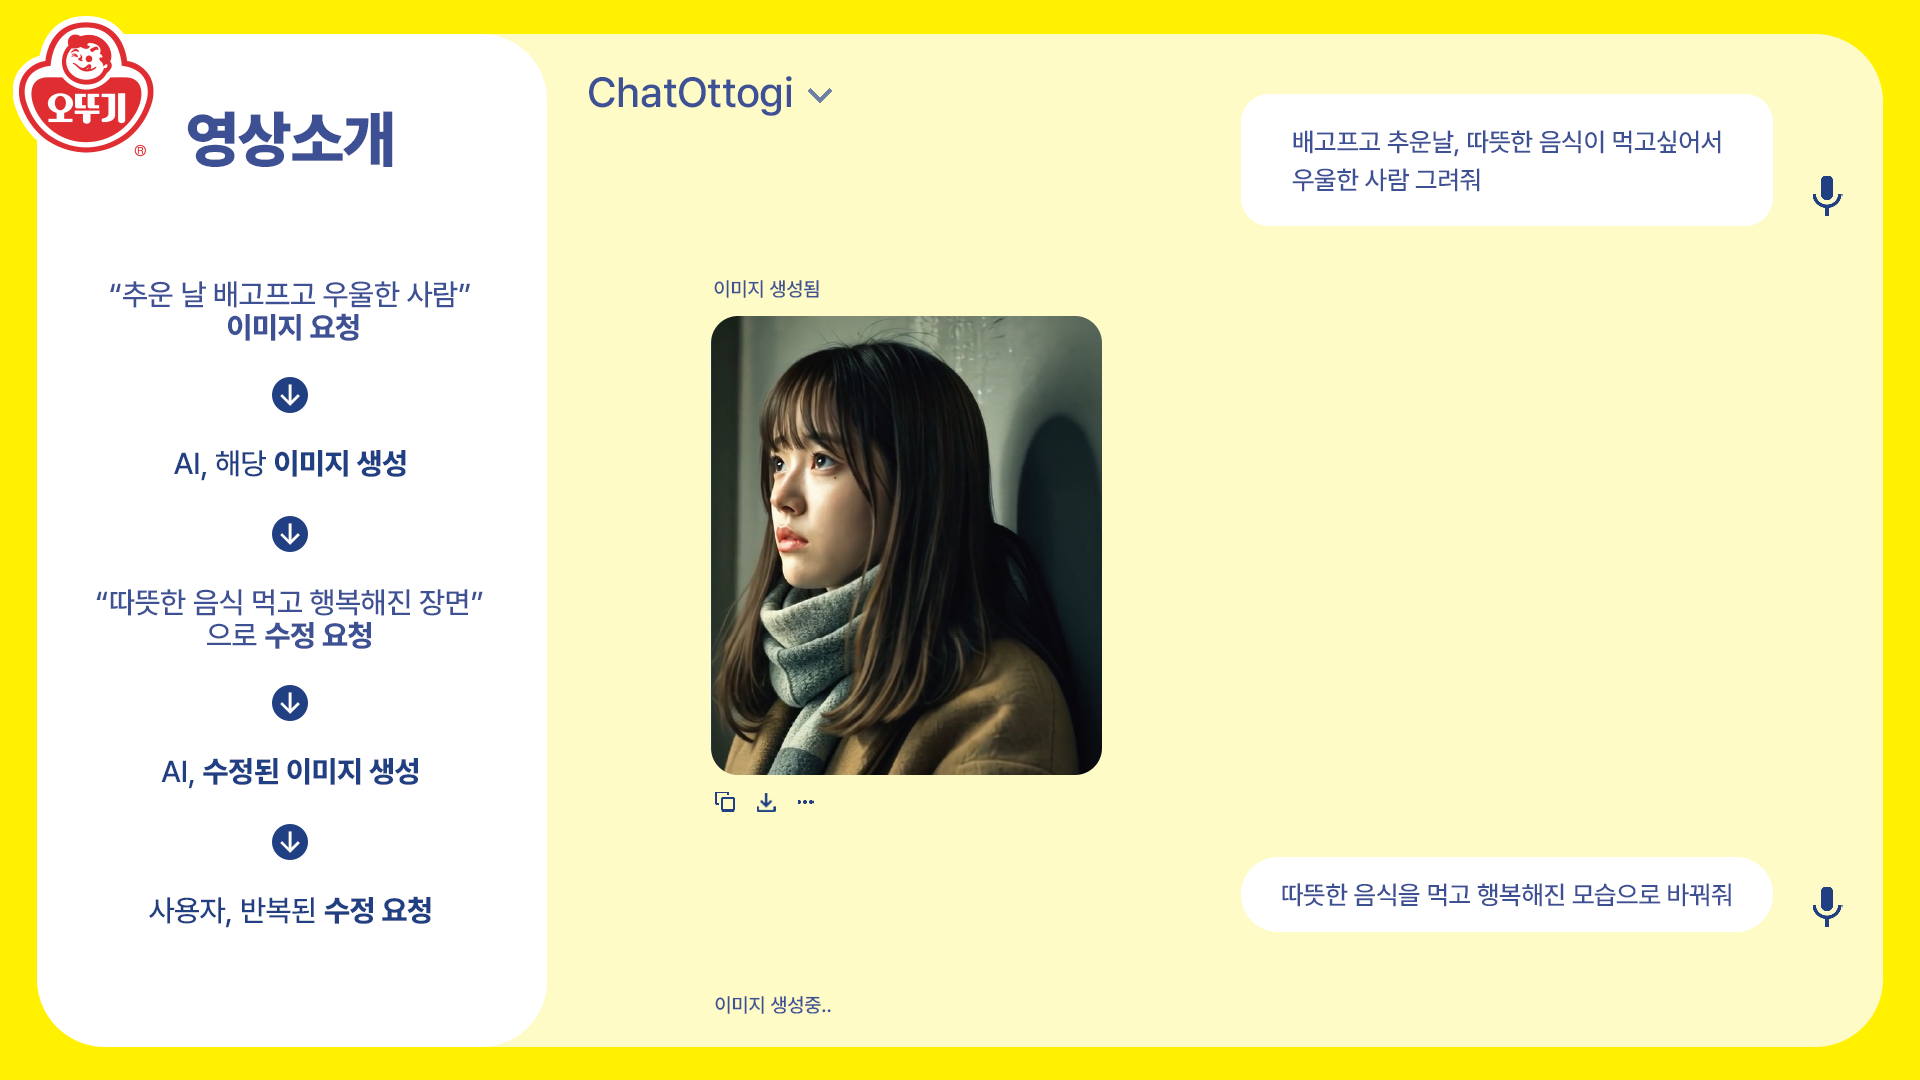 오뚜기
®
영상소개
“추운 날 배고프고 우울한 사람”
이미지 요청
AI, 해당 이미지 생성
“따뜻한 음식 먹고 행복해진 장면”
으로 수정 요청
AI, 수정된 이미지 생성
사용자, 반복된 수정 요청
ChatOttogi
배고프고 추운날, 따뜻한 음식이 먹고싶어서
우울한 사람 그려줘
이미지 생성됨
따뜻한 음식을 먹고 행복해진 모습으로 바꿔줘
이미지 생성중..